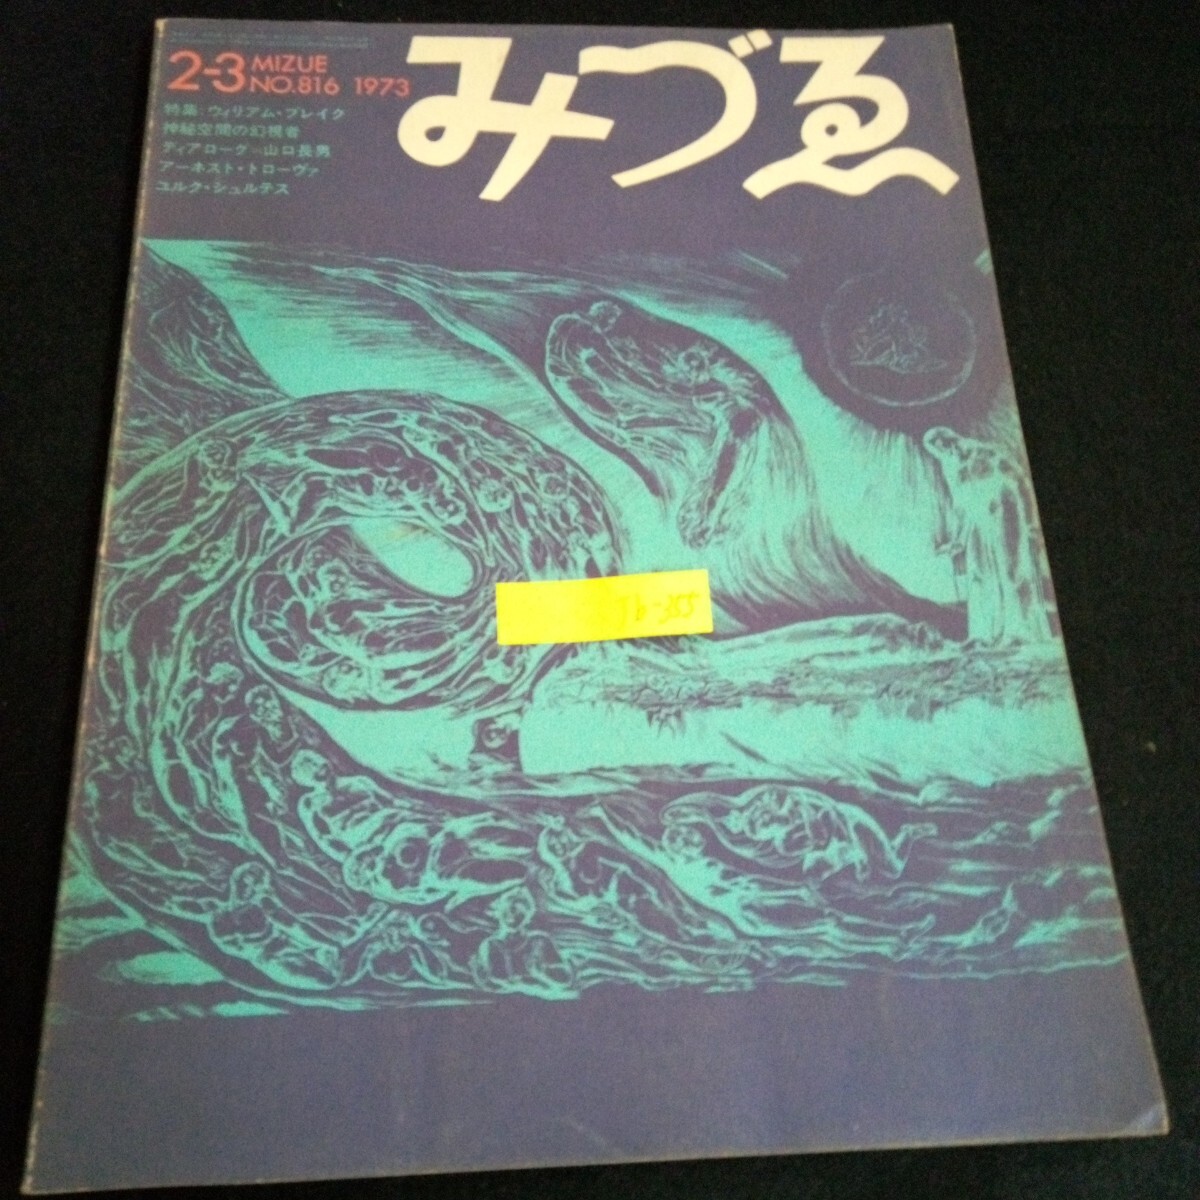 2-3 MIZUE
NO.816 1973
みづゑ
特集:ウィリアム・ブレイク
神秘空間の幻視者
ディアローグ―山口長男
アーネスト・トローヴァ
ユルク・シュルテス
Jb-355